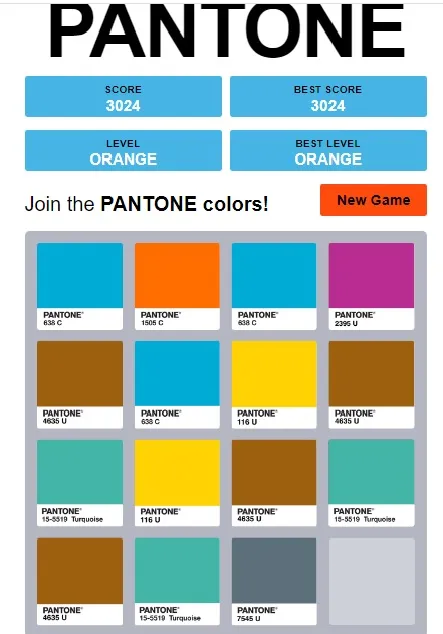 PANTONE
SCORE
3024
BEST SCORE
3024
LEVEL
ORANGE
BEST LEVEL
ORANGE
Join the PANTONE colors!
New Game
PANTONE®
638 C
PANTONE®
1505 C
PANTONE®
638 C
PANTONE®
2395 U
PANTONE®
4635 U
PANTONE®
638 C
PANTONE®
116 U
PANTONE®
4635 U
PANTONE®
15-5519 Turquoise
PANTONE®
116 U
PANTONE®
4635 U
PANTONE®
15-5519 Turquoise
PANTONE®
4635 U
PANTONE®
15-5519 Turquoise
PANTONE®
7545 U